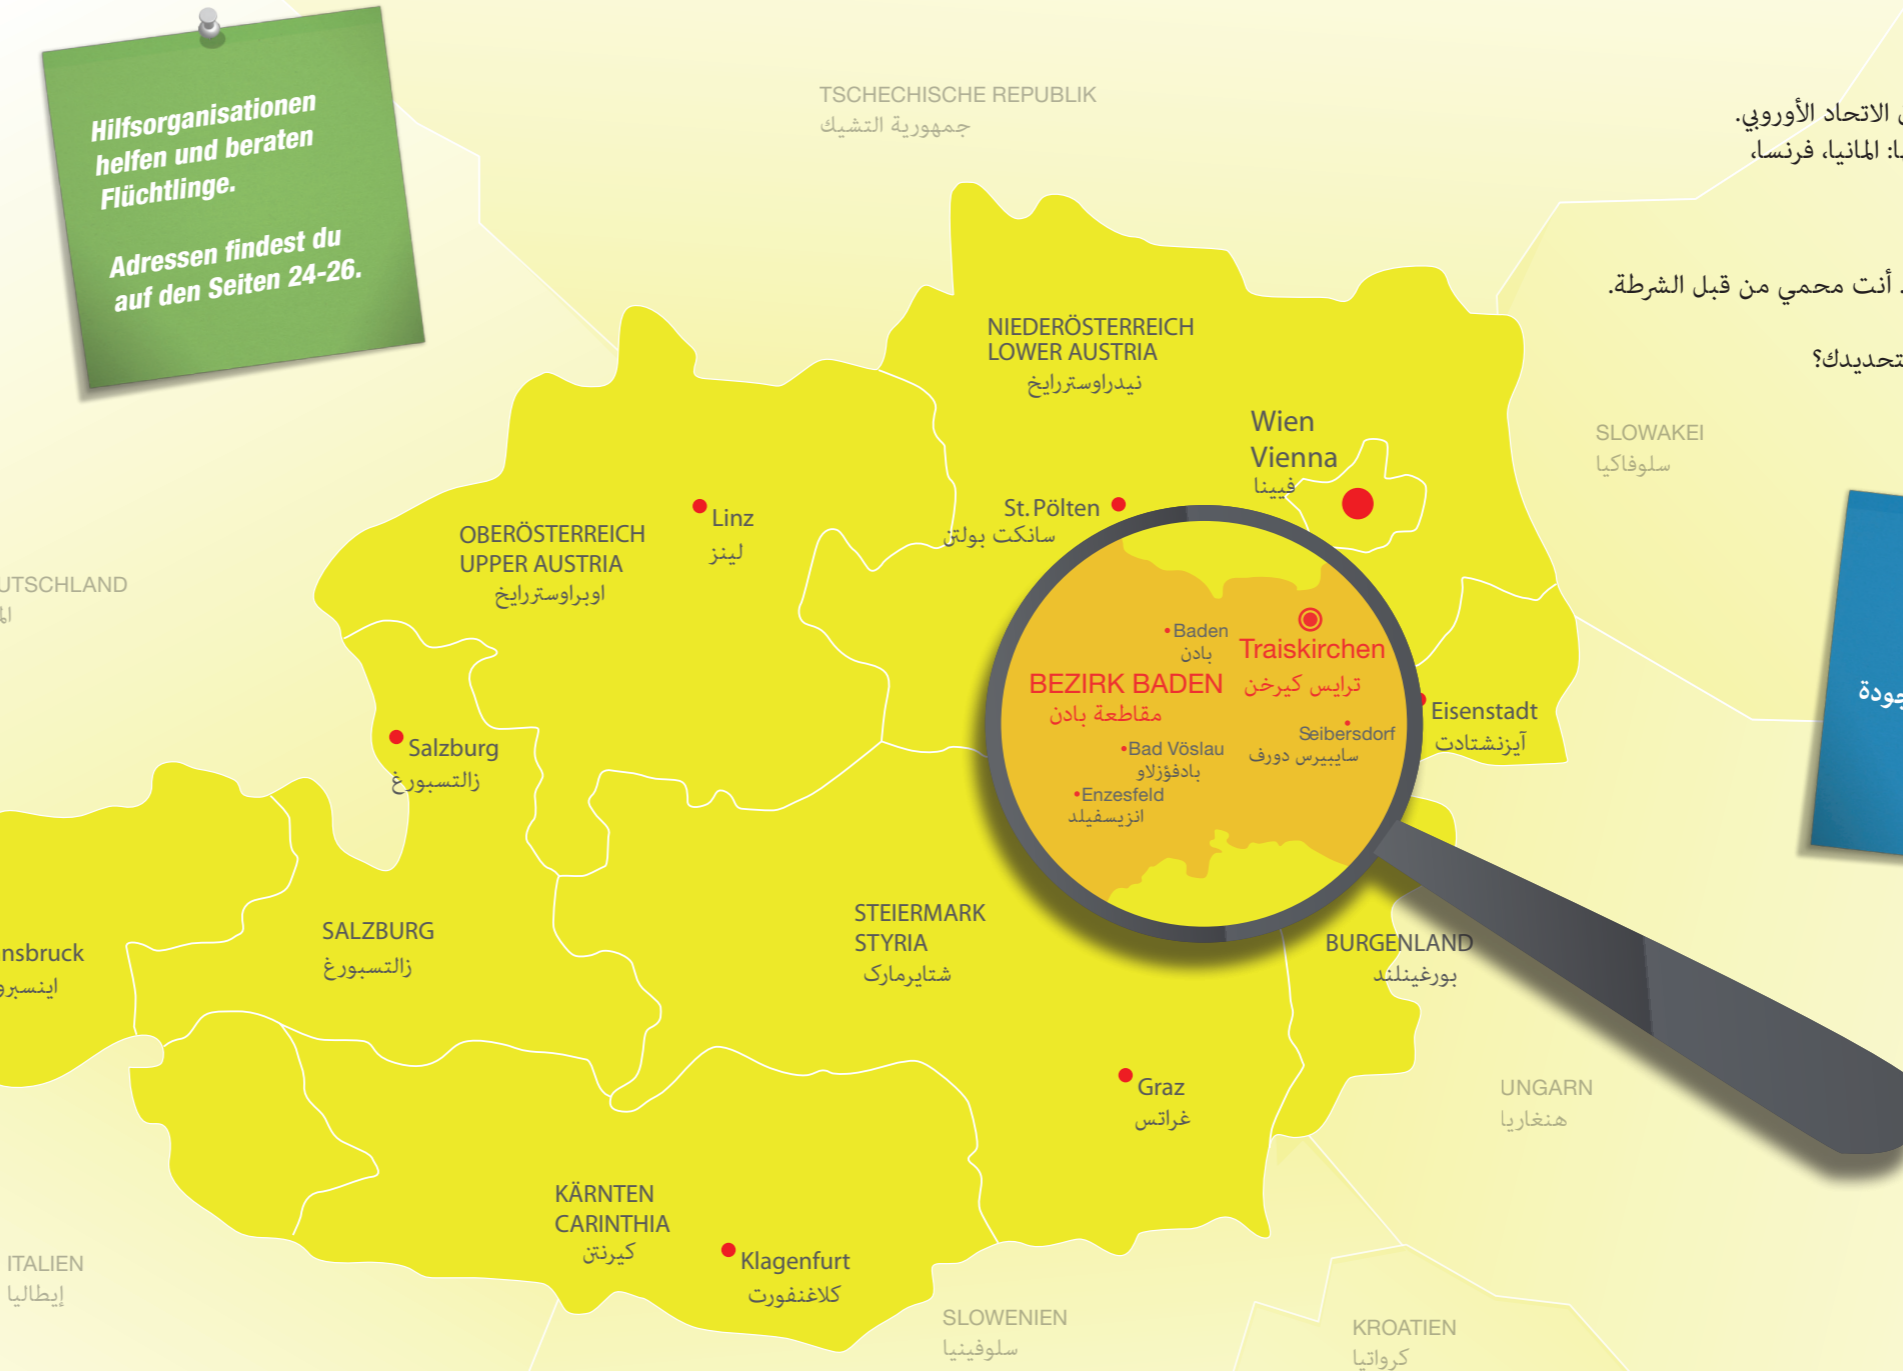 Hilfsorganisationen
helfen und beraten
Flüchtlinge.
Adressen findest du
auf den Seiten 24-26.
TSCHECHISCHE REPUBLIK
جمهورية التشيك
الاتحاد الأوروبي.
المانيا، فرنسا،
أنت محمي من قبل الشرطة.
NIEDERÖSTERREICH
LOWER AUSTRIA
نيدراوستررايخ
Wien
Vienna
فيينا
SLOWAKEI
سلوفاكيا
St. Pölten
سانكت بولتن
Linz
لينز
OBERÖSTERREICH
UPPER AUSTRIA
اوبراوستررايخ
UTSCHLAND
Baden
بادن
Traiskirchen
ترايس كيرخن
BEZIRK BADEN
مقاطعة بادن
Seibersdorf
سايبيرس دورف
Bad Vöslau
بادفؤزلاو
Enzesfeld
انزيسفيلد
Eisenstadt
آيزنشتادت
Salzburg
زالتسبورغ
SALZBURG
زالتسبورغ
nsbruck
اينسبرو
STEIERMARK
STYRIA
شتايرمارک
BURGENLAND
بورغينلند
Graz
غراتس
UNGARN
هنغاريا
KÄRNTEN
CARINTHIA
كيرنتن
Klagenfurt
كلاغنفورت
ITALIEN
إيطاليا
SLOWENIEN
سلوفينيا
KROATIEN
كرواتيا